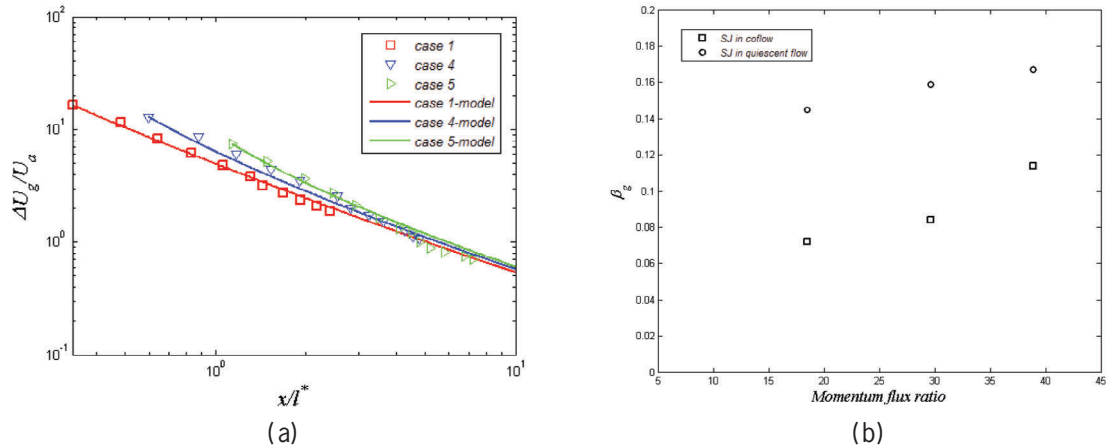 10^2
10^1
10^0
10^-1
ΔU_g/U_a
case 1
case 4
case 5
case 1-model
case 4-model
case 5-model
10^0
10^1
x/l^*
(a)
0.2
0.18
0.16
0.14
0.12
0.1
0.08
0.06
0.04
0.02
0
β_g
SJ in coflow
SJ in quiescent flow
5 10 15 20 25 30 35 40 45
Momentum flux ratio
(b)